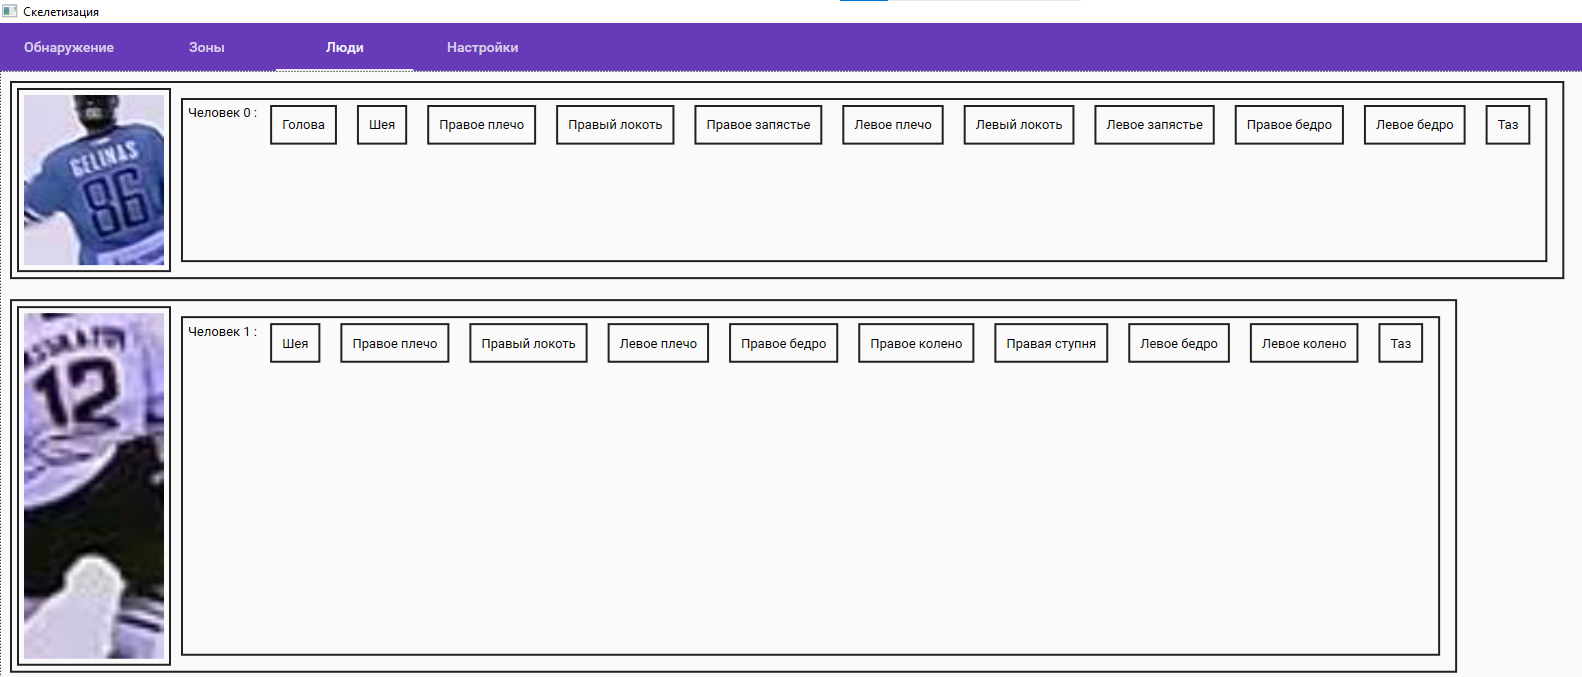 Скелетизация
Обнаружение Зоны Люди Настройки
GELINAS
86
Человек 0 : Голова Шея Правое плечо Правый локоть Правое запястье Левое плечо Левый локоть Левое запястье Правое бедро Левое бедро Таз
12
Человек 1 : Шея Правое плечо Правый локоть Левое плечо Правое бедро Правое колено Правая ступня Левое бедро Левое колено Таз